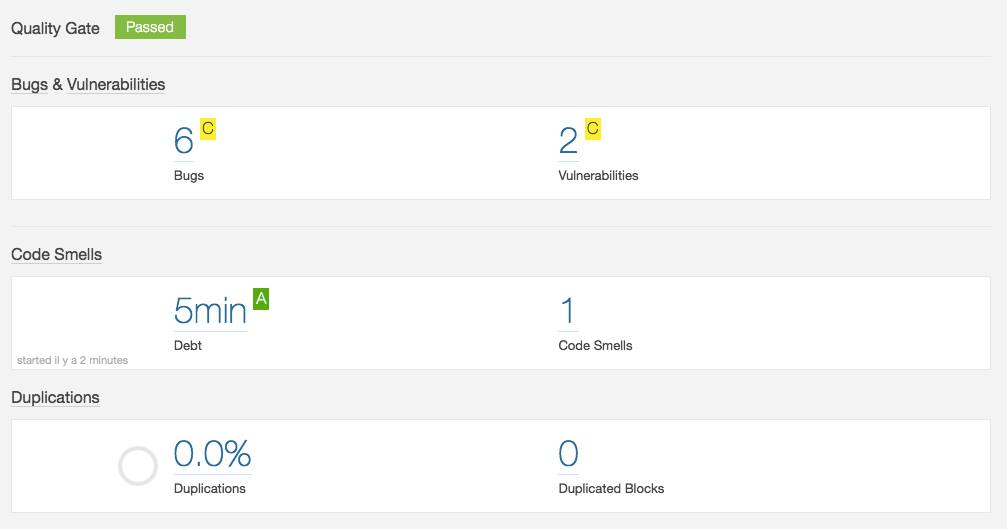 Quality Gate Passed
Bugs & Vulnerabilities
6 C
Bugs
2 C
Vulnerabilities
Code Smells
5min A
Debt
1
Code Smells
started il y a 2 minutes
Duplications
0.0%
Duplications
0
Duplicated Blocks